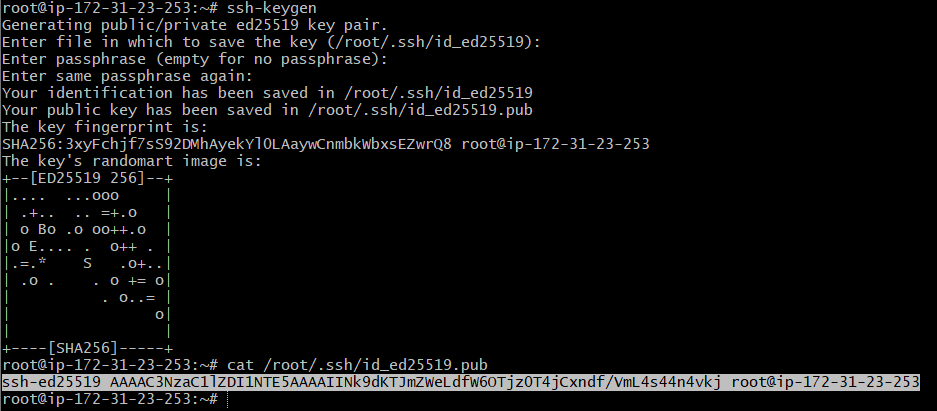 root@ip-172-31-23-253:~# ssh-keygen
Generating public/private ed25519 key pair.
Enter file in which to save the key (/root/.ssh/id_ed25519):
Enter passphrase (empty for no passphrase):
Enter same passphrase again:
Your identification has been saved in /root/.ssh/id_ed25519
Your public key has been saved in /root/.ssh/id_ed25519.pub
The key fingerprint is:
SHA256:3xyFchjf7sS92DMhAyekYlOLAaywCnmbkWbxsEZwrQ8 root@ip-172-31-23-253
The key's randomart image is:
+--[ED25519 256]--+
|....  ...ooo     |
| .+..  .. =+.o   |
| o Bo .o oo++.o  |
|o E.... .  o++ . |
|.=.*    S   .o+..|
| .o .    . o += o|
|          . o..= |
|                o|
|                 |
+----[SHA256]-----+
root@ip-172-31-23-253:~# cat /root/.ssh/id_ed25519.pub
ssh-ed25519 AAAAC3NzaC1lZDI1NTE5AAAAIINk9dKTJmZWeLdfW6OTjzOT4jCxndf/VmL4s44n4vkj root@ip-172-31-23-253
root@ip-172-31-23-253:~#